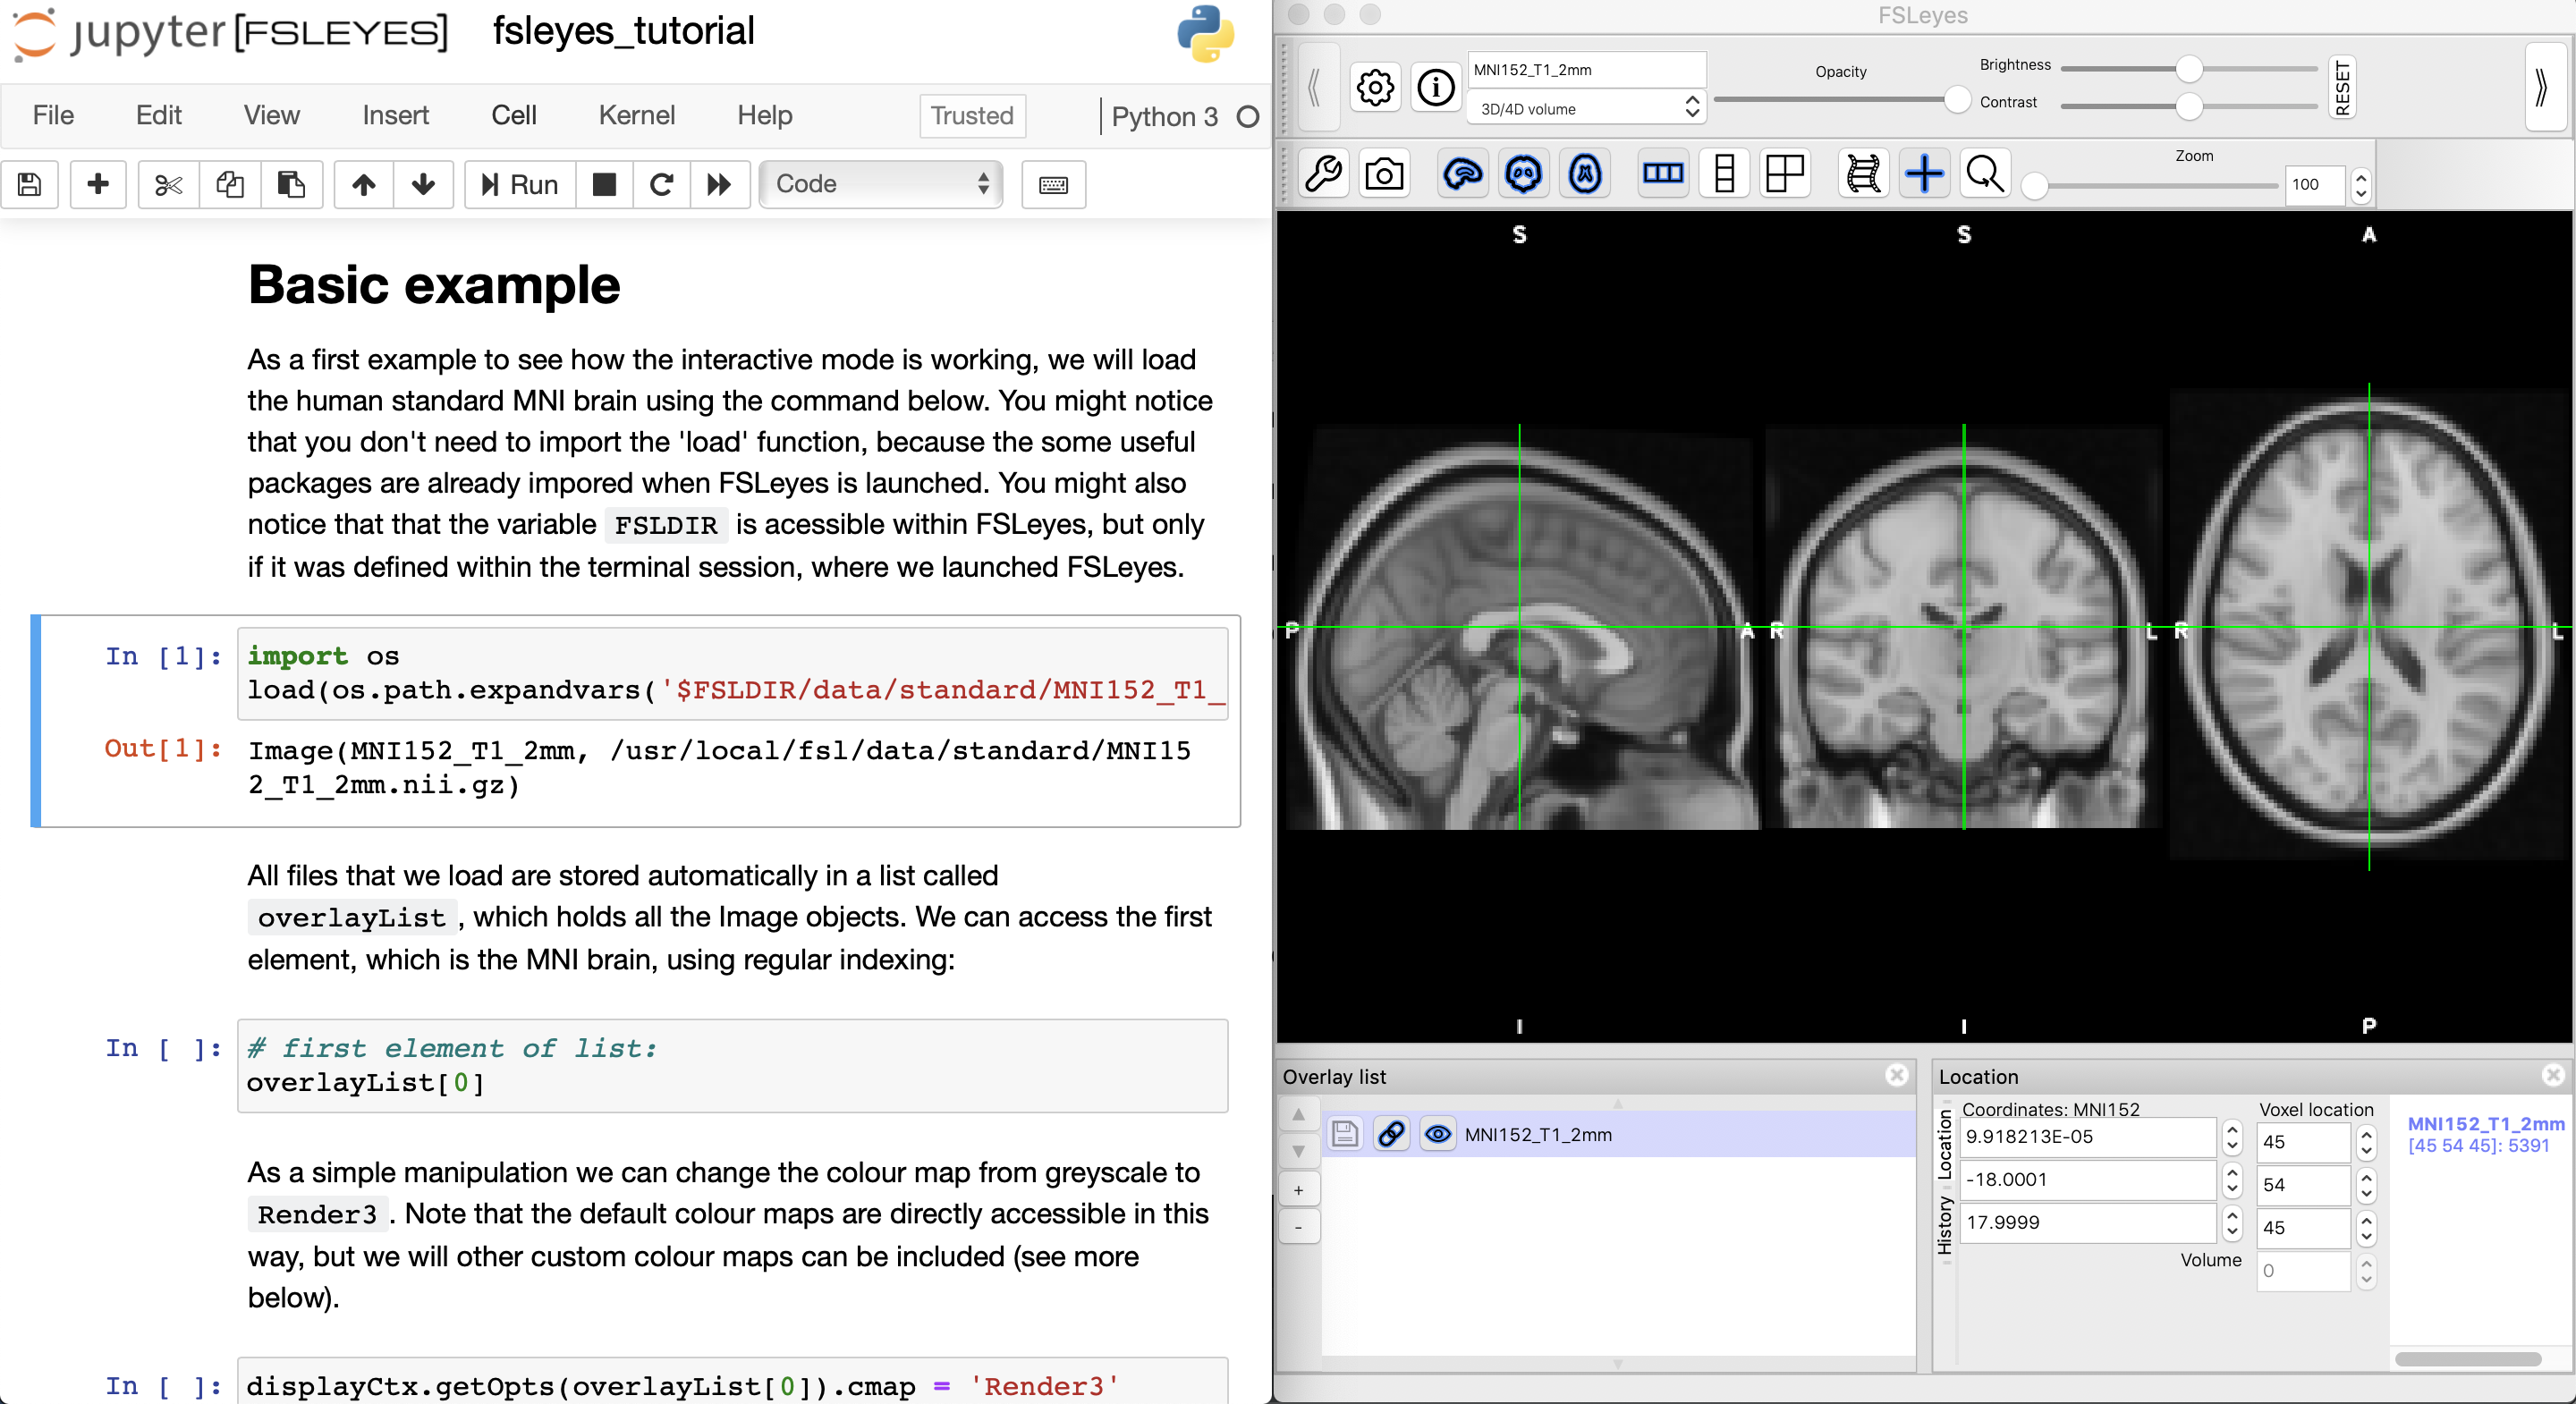 jupyter [FSLEYES] fsleyes_tutorial
File Edit View Insert Cell Kernel Help Trusted Python 3
Run Code
Basic example
As a first example to see how the interactive mode is working, we will load
the human standard MNI brain using the command below. You might notice
that you don't need to import the 'load' function, because the some useful
packages are already impored when FSLeyes is launched. You might also
notice that that the variable FSLDIR is acessible within FSLeyes, but only
if it was defined within the terminal session, where we launched FSLeyes.
In [1]: import os
load(os.path.expandvars('$FSLDIR/data/standard/MNI152_T1_
Out[1]: Image(MNI152_T1_2mm, /usr/local/fsl/data/standard/MNI15
2_T1_2mm.nii.gz)
All files that we load are stored automatically in a list called
overlayList , which holds all the Image objects. We can access the first
element, which is the MNI brain, using regular indexing:
In [ ]: # first element of list:
overlayList[0]
As a simple manipulation we can change the colour map from greyscale to
Render3 . Note that the default colour maps are directly accessible in this
way, but we will other custom colour maps can be included (see more
below).
In [ ]: displayCtx.getOpts(overlayList[0]).cmap = 'Render3'
FSLeyes
MNI152_T1_2mm
3D/4D volume
Opacity
Brightness
Contrast
RESET
Zoom
100
S S A
P A R L R L
I I P
Overlay list
MNI152_T1_2mm
+
-
Location
Location
History
Coordinates: MNI152 Voxel location
9.918213E-05 45
-18.0001 54
17.9999 45
Volume 0
MNI152_T1_2mm
[45 54 45]: 5391